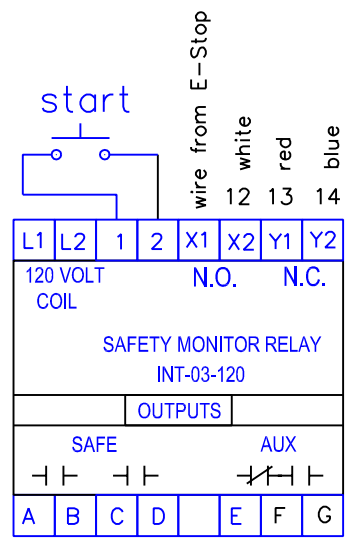 start
wire from E-Stop
12 white
13 red
14 blue
L1 L2 1 2 X1 X2 Y1 Y2
120 VOLT N.O. N.C.
COIL
SAFETY MONITOR RELAY
INT-03-120
OUTPUTS
SAFE AUX
A B C D E F G